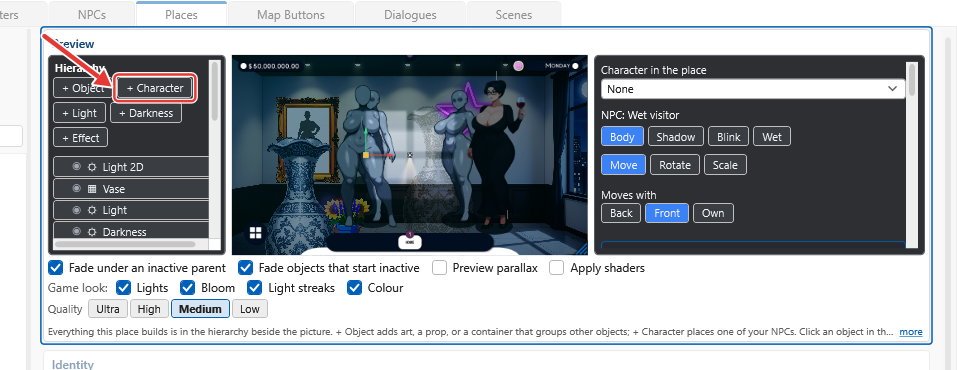 ters
NPCs
Places
Map Buttons
Dialogues
Scenes
Preview
Hierarchy
+ Object
+ Character
+ Light
+ Darkness
+ Effect
Light 2D
Vase
Light
Darkness
$ 50.000.000.00
Monday
Character in the place
None
NPC: Wet visitor
Body
Shadow
Blink
Wet
Move
Rotate
Scale
Moves with
Back
Front
Own
Fade under an inactive parent
Fade objects that start inactive
Preview parallax
Apply shaders
Game look:
Lights
Bloom
Light streaks
Colour
Quality
Ultra
High
Medium
Low
Everything this place builds is in the hierarchy beside the picture. + Object adds art, a prop, or a container that groups other objects; + Character places one of your NPCs. Click an object in th... more
Identity